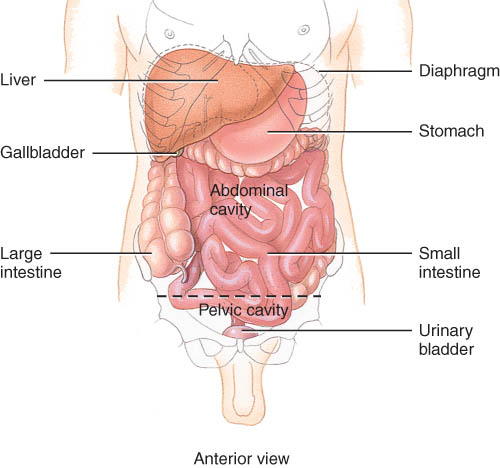 Liver
Diaphragm
Stomach
Gallbladder
Abdominal
cavity
Large
intestine
Small
intestine
Pelvic cavity
Urinary
bladder
Anterior view